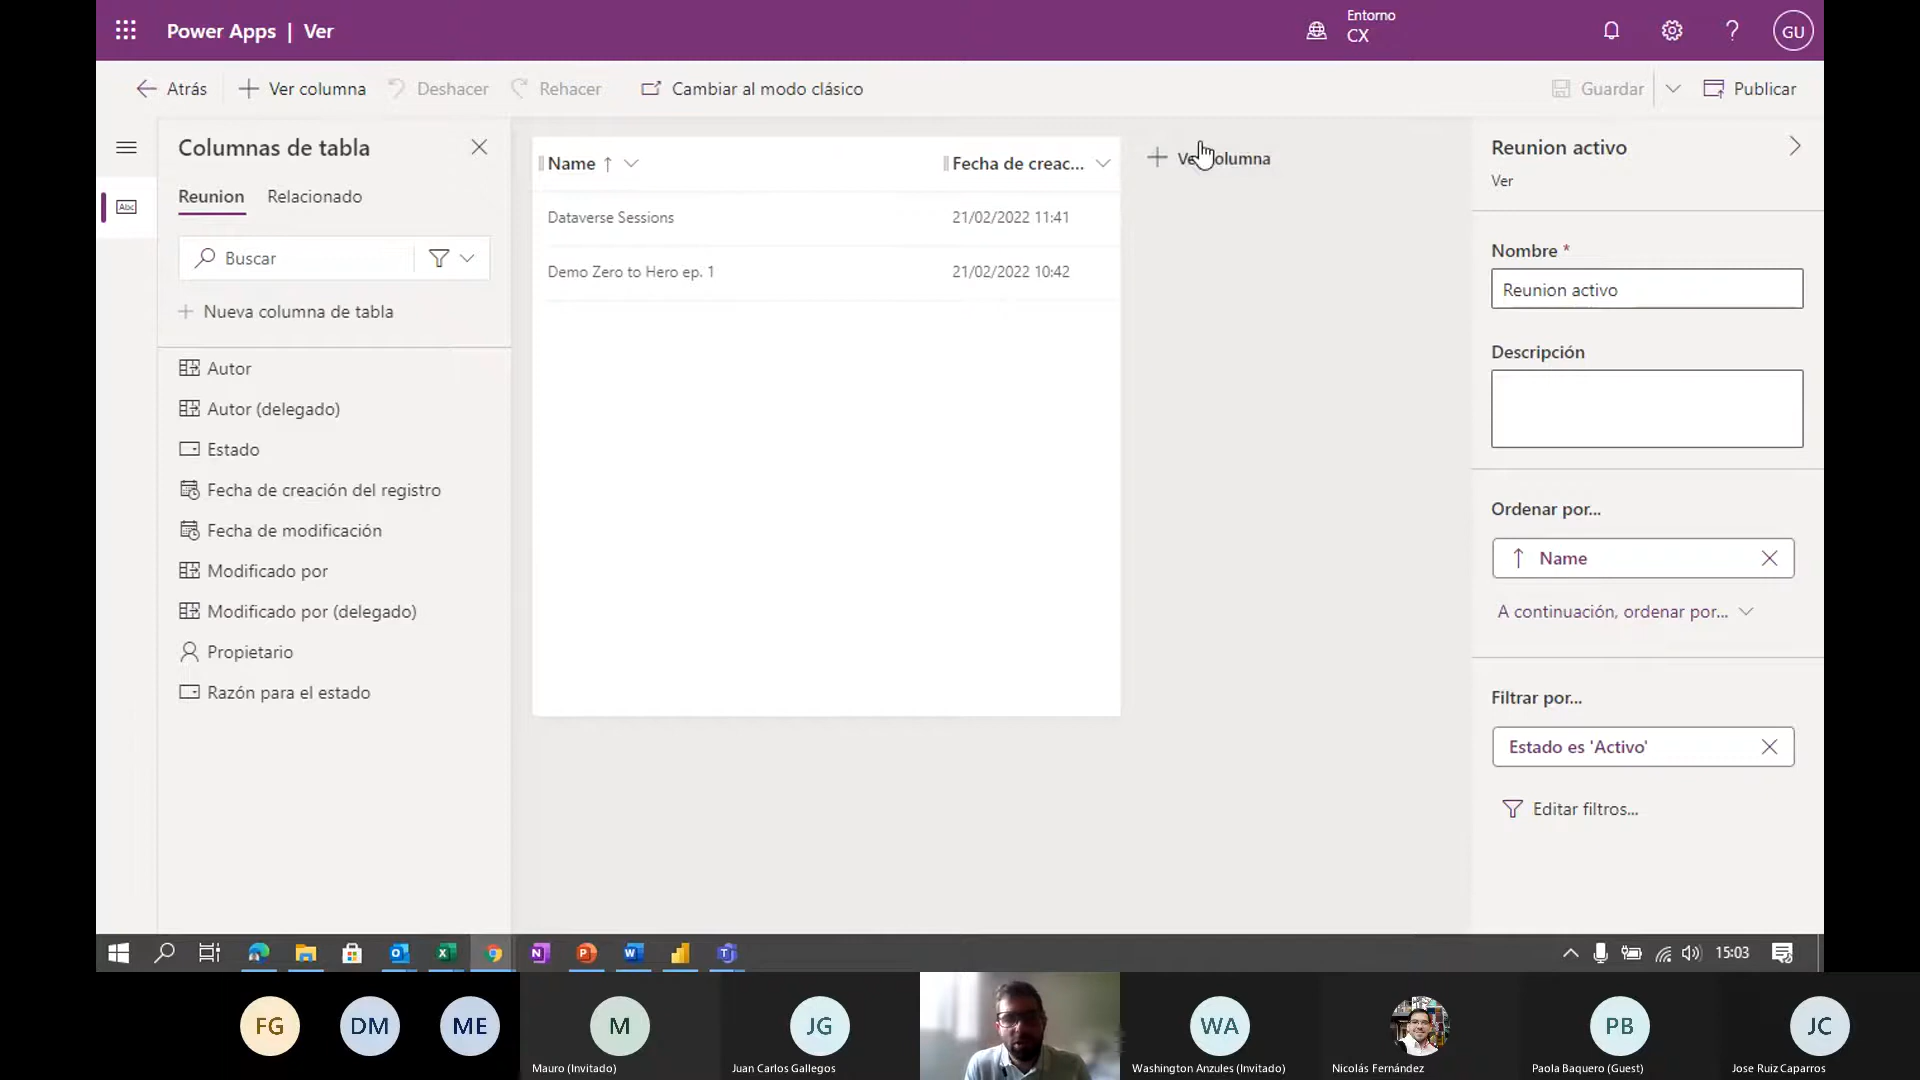 Power Apps | Ver
Entorno
CX
GU
Atrás
Ver columna
Deshacer
Rehacer
Cambiar al modo clásico
Guardar
Publicar
Columnas de tabla
Reunion
Relacionado
Buscar
Nueva columna de tabla
Abc
Autor
Autor (delegado)
Estado
Fecha de creación del registro
Fecha de modificación
Modificado por
Modificado por (delegado)
Propietario
Razón para el estado
Name
Fecha de creac...
Dataverse Sessions
21/02/2022 11:41
Demo Zero to Hero ep. 1
21/02/2022 10:42
Ver columna
Reunion activo
Ver
Nombre *
Reunion activo
Descripción
Ordenar por...
Name
A continuación, ordenar por...
Filtrar por...
Estado es 'Activo'
Editar filtros...
15:03
FG
DM
ME
M
Mauro (Invitado)
JG
Juan Carlos Gallegos
WA
Washington Anzules (Invitado)
Nicolás Fernández
PB
Paola Baquero (Guest)
JC
Jose Ruiz Caparros